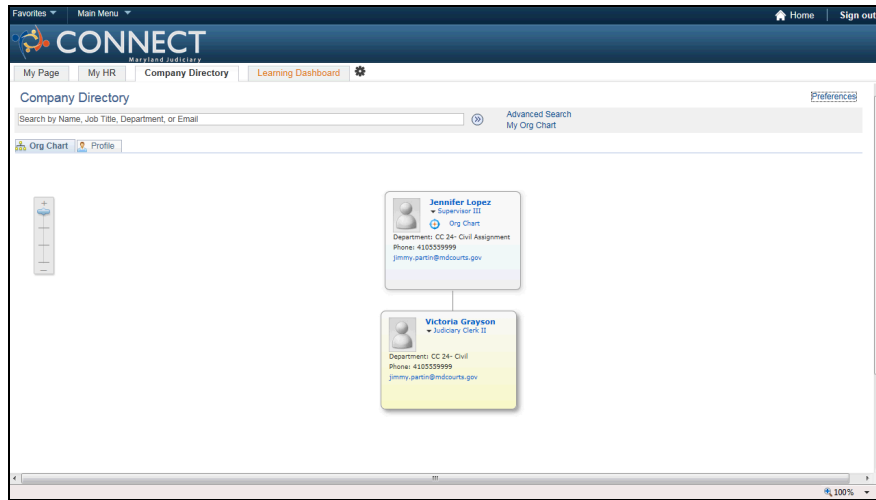 Favorites Main Menu Home Sign out
CONNECT
Maryland Judiciary
My Page My HR Company Directory Learning Dashboard
Company Directory Preferences
Search by Name, Job Title, Department, or Email Advanced Search
My Org Chart
Org Chart Profile
Jennifer Lopez
Supervisor III
Org Chart
Department: CC 24- Civil Assignment
Phone: 4105559999
jimmy.partin@mdcourts.gov
Victoria Grayson
Judiciary Clerk II
Department: CC 24- Civil
Phone: 4105559999
jimmy.partin@mdcourts.gov
100%